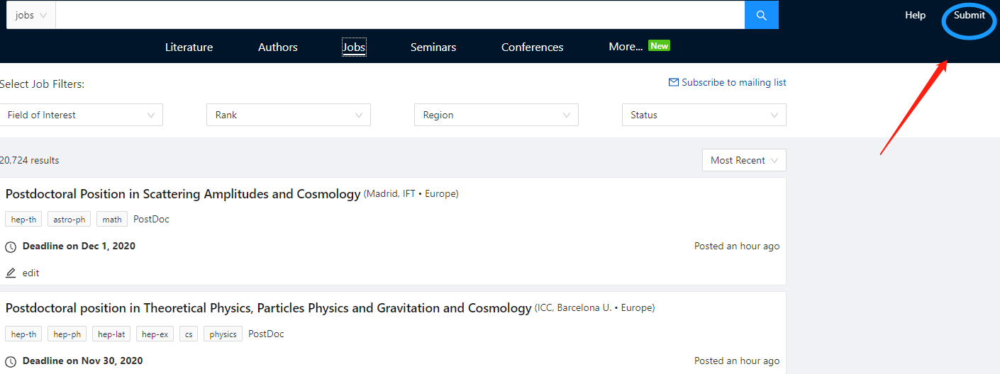 jobs
Help Submit
Literature Authors Jobs Seminars Conferences More... New
Select Job Filters:
Subscribe to mailing list
Field of Interest Rank Region Status
20,724 results
Most Recent
Postdoctoral Position in Scattering Amplitudes and Cosmology (Madrid, IFT • Europe)
hep-th astro-ph math PostDoc
Deadline on Dec 1, 2020 Posted an hour ago
edit
Postdoctoral position in Theoretical Physics, Particles Physics and Gravitation and Cosmology (ICC, Barcelona U. • Europe)
hep-th hep-ph hep-lat hep-ex cs physics PostDoc
Deadline on Nov 30, 2020 Posted an hour ago